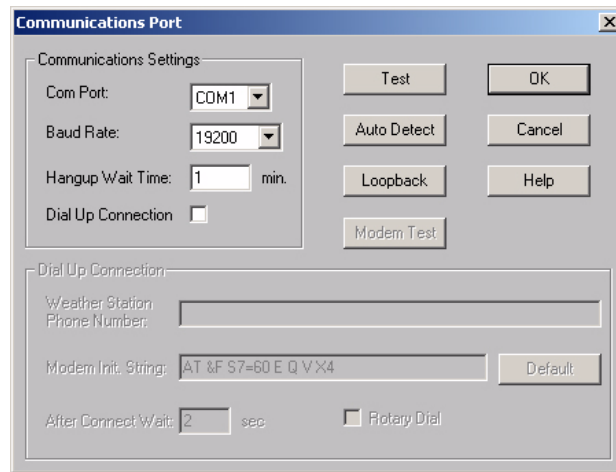 Communications Port
Communications Settings
Com Port: COM1
Baud Rate: 19200
Hangup Wait Time: 1 min.
Dial Up Connection
Test
OK
Auto Detect
Cancel
Loopback
Help
Modem Test
Dial Up Connection
Weather Station
Phone Number:
Modem Init. String: AT &F S7=60 E Q V X4
Default
After Connect Wait: 2 sec
Rotary Dial